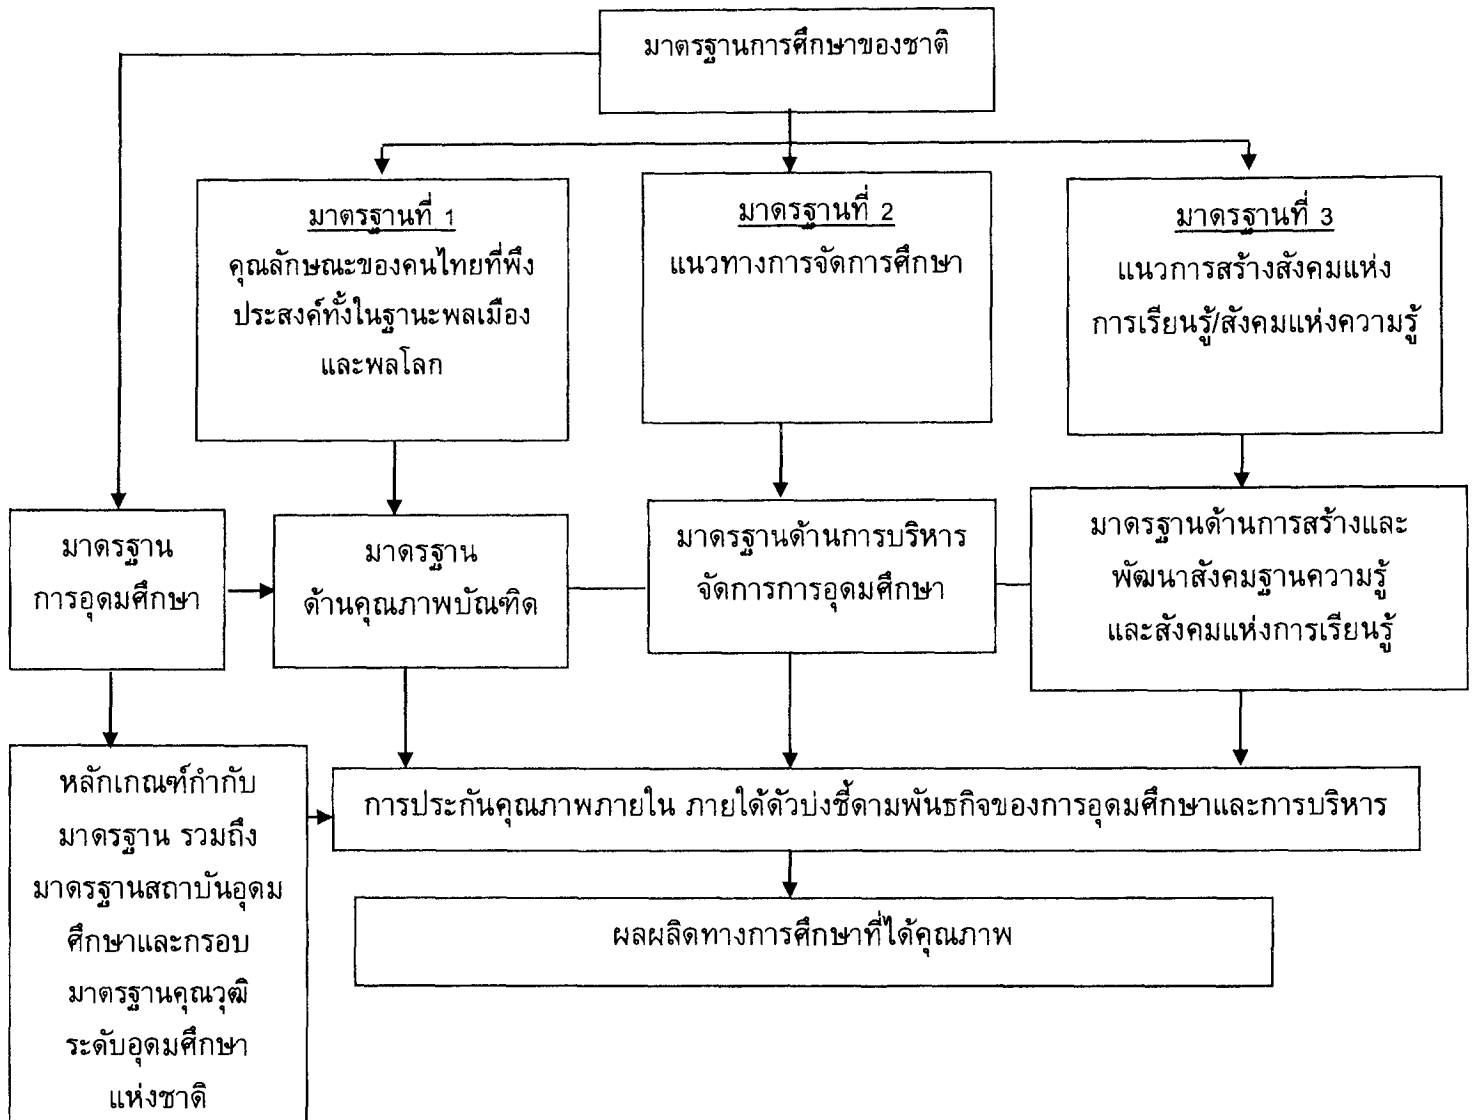 มาตรฐานการศึกษาของชาติ
มาตรฐานที่ 1
คุณลักษณะของคนไทยที่พึง
ประสงค์ทั้งในฐานะพลเมือง
และพลโลก
มาตรฐานที่ 2
แนวทางการจัดการศึกษา
มาตรฐานที่ 3
แนวการสร้างสังคมแห่ง
การเรียนรู้/สังคมแห่งความรู้
มาตรฐาน
การอุดมศึกษา
มาตรฐาน
ด้านคุณภาพบัณฑิต
มาตรฐานด้านการบริหาร
จัดการการอุดมศึกษา
มาตรฐานด้านการสร้างและ
พัฒนาสังคมฐานความรู้
และสังคมแห่งการเรียนรู้
หลักเกณฑ์กำกับ
มาตรฐาน รวมถึง
มาตรฐานสถาบันอุดม
ศึกษาและกรอบ
มาตรฐานคุณวุฒิ
ระดับอุดมศึกษา
แห่งชาติ
การประกันคุณภาพภายใน ภายใต้ตัวบ่งชี้ตามพันธกิจของการอุดมศึกษาและการบริหาร
ผลผลิตทางการศึกษาที่ได้คุณภาพ